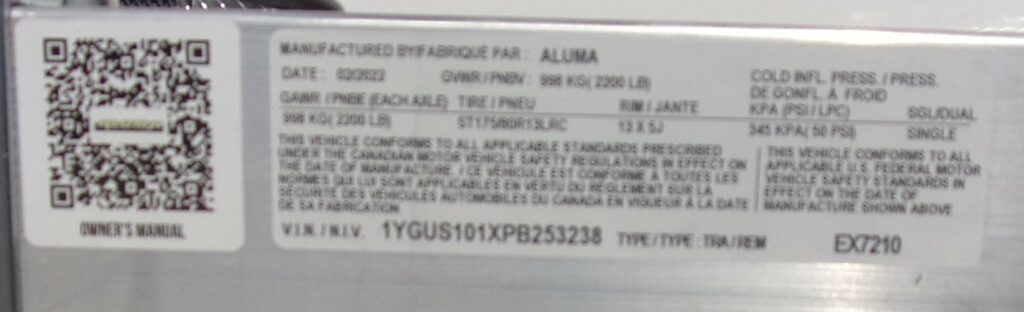 MANUFACTURED BY/FABRIQUE PAR : ALUMA
DATE : 02/2022 GVWR / PNBV : 998 KG( 2200 LB)
COLD INFL. PRESS. / PRESS.
DE GONFL. À FROID
GAWR / PNBE (EACH AXLE) TIRE / PNEU RIM / JANTE KPA (PSI / LPC) SGL/DUAL
998 KG( 2200 LB) ST175/80R13LRC 13 X 5J 345 KPA( 50 PSI) SINGLE
THIS VEHICLE CONFORMS TO ALL APPLICABLE STANDARDS PRESCRIBED
UNDER THE CANADIAN MOTOR VEHICLE SAFETY REGULATIONS IN EFFECT ON
THE DATE OF MANUFACTURE. / CE VÉHICULE EST CONFORME À TOUTES LES
NORMES QUI LUI SONT APPLICABLES EN VERTU DU RÈGLEMENT SUR LA
SÉCURITÉ DES VÉHICULES AUTOMOBILES DU CANADA EN VIGUEUR À LA DATE
DE SA FABRICATION
THIS VEHICLE CONFORMS TO ALL
APPLICABLE U.S. FEDERAL MOTOR
VEHICLE SAFETY STANDARDS IN
EFFECT ON THE DATE OF
MANUFACTURE SHOWN ABOVE
V.I.N. / N.I.V. 1YGUS101XPB253238 TYPE / TYPE : TRA / REM EX7210
OWNER'S MANUAL